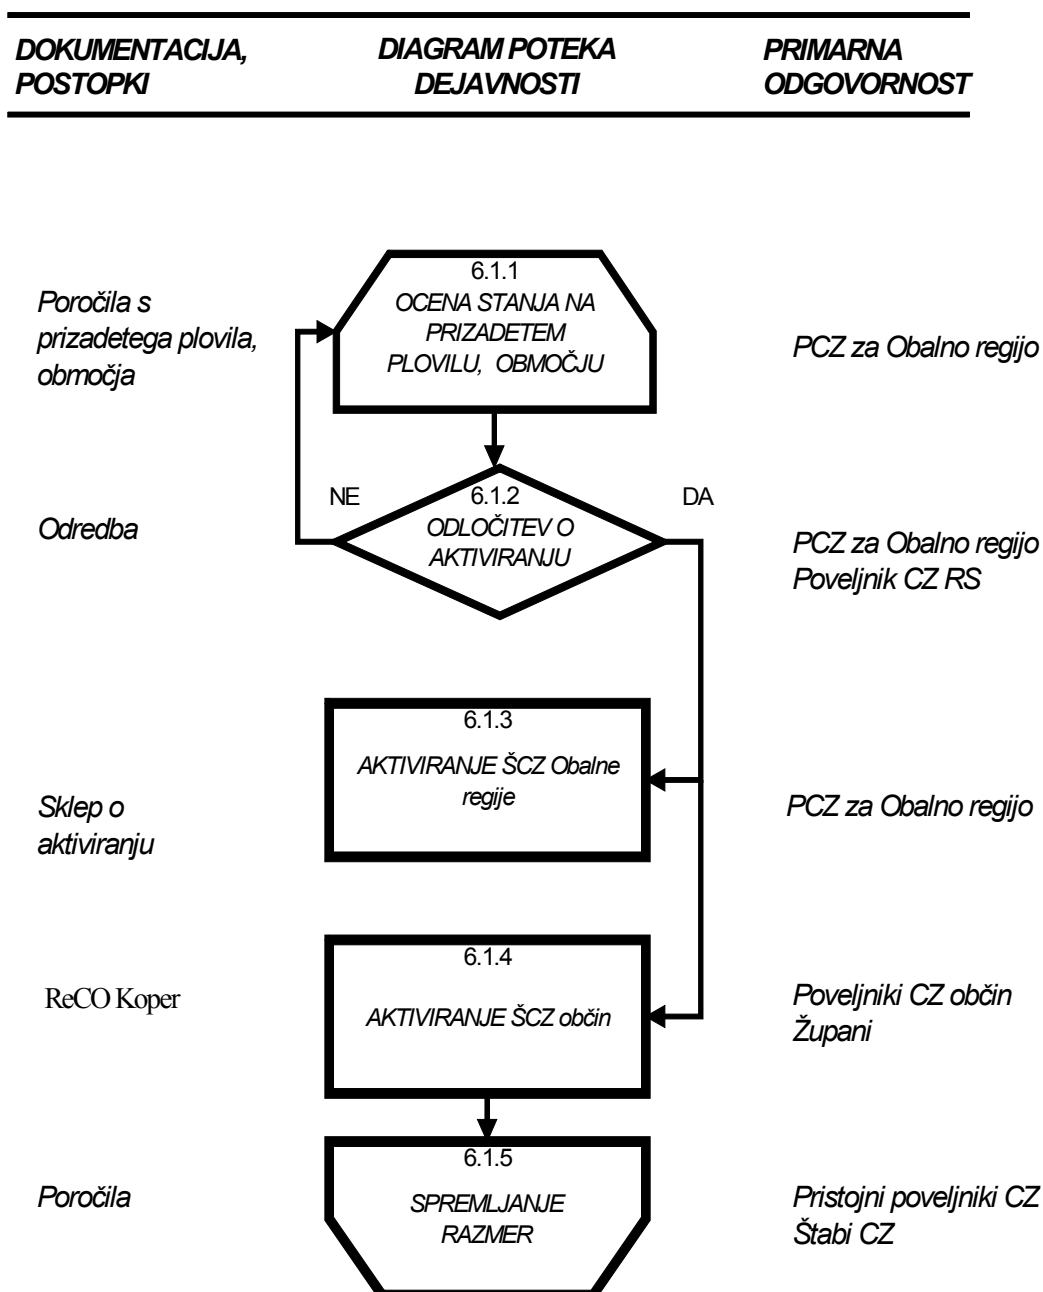 DOKUMENTACIJA,
POSTOPKI
DIAGRAM POTEKA
DEJAVNOSTI
PRIMARNA
ODGOVORNOST
Poročila s
prizadetega plovila,
območja
6.1.1
OCENA STANJA NA
PRIZADETEM
PLOVILU, OBMOČJU
PCZ za Obalno regijo
Odredba
NE
6.1.2
ODLOČITEV O
AKTIVIRANJU
DA
PCZ za Obalno regijo
Poveljnik CZ RS
Sklep o
aktiviranju
6.1.3
AKTIVIRANJE ŠCZ Obalne
regije
PCZ za Obalno regijo
ReCO Koper
6.1.4
AKTIVIRANJE ŠCZ občin
Poveljniki CZ občin
Župani
Poročila
6.1.5
SPREMLJANJE
RAZMER
Pristojni poveljniki CZ
Štabi CZ